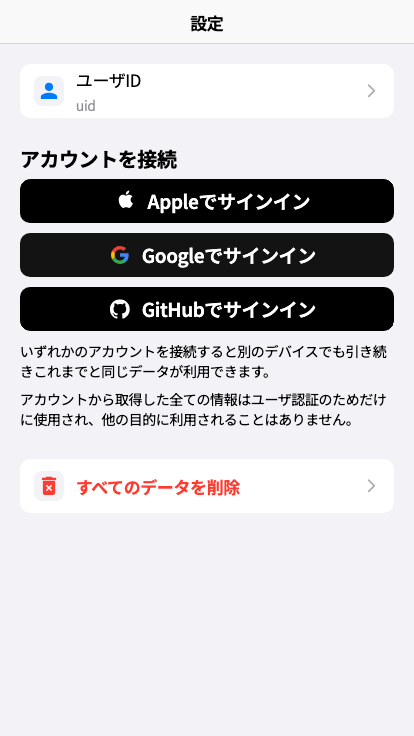 設定
ユーザID
uid
アカウントを接続
Appleでサインイン
Googleでサインイン
GitHubでサインイン
いずれかのアカウントを接続すると別のデバイスでも引き続
きこれまでと同じデータが利用できます。
アカウントから取得した全ての情報はユーザ認証のためだけ
に使用され、他の目的に利用されることはありません。
すべてのデータを削除